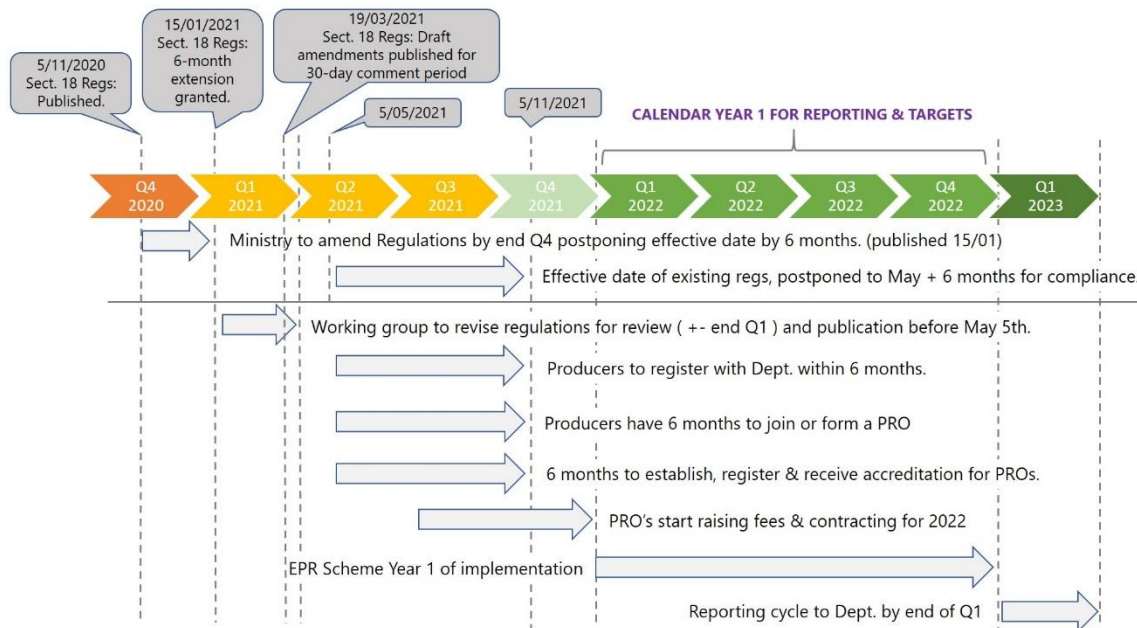 5/11/2020
Sect. 18 Regs:
Published.
15/01/2021
Sect. 18 Regs:
6-month
extension
granted.
19/03/2021
Sect. 18 Regs: Draft
amendments published for
30-day comment period
5/05/2021
5/11/2021
CALENDAR YEAR 1 FOR REPORTING & TARGETS
Q4
2020
Q1
2021
Q2
2021
Q3
2021
Q4
2021
Q1
2022
Q2
2022
Q3
2022
Q4
2022
Q1
2023
Ministry to amend Regulations by end Q4 postponing effective date by 6 months. (published 15/01)
Effective date of existing regs, postponed to May + 6 months for compliance.
Working group to revise regulations for review ( +- end Q1 ) and publication before May 5th.
Producers to register with Dept. within 6 months.
Producers have 6 months to join or form a PRO
6 months to establish, register & receive accreditation for PROs.
PRO's start raising fees & contracting for 2022
EPR Scheme Year 1 of implementation
Reporting cycle to Dept. by end of Q1